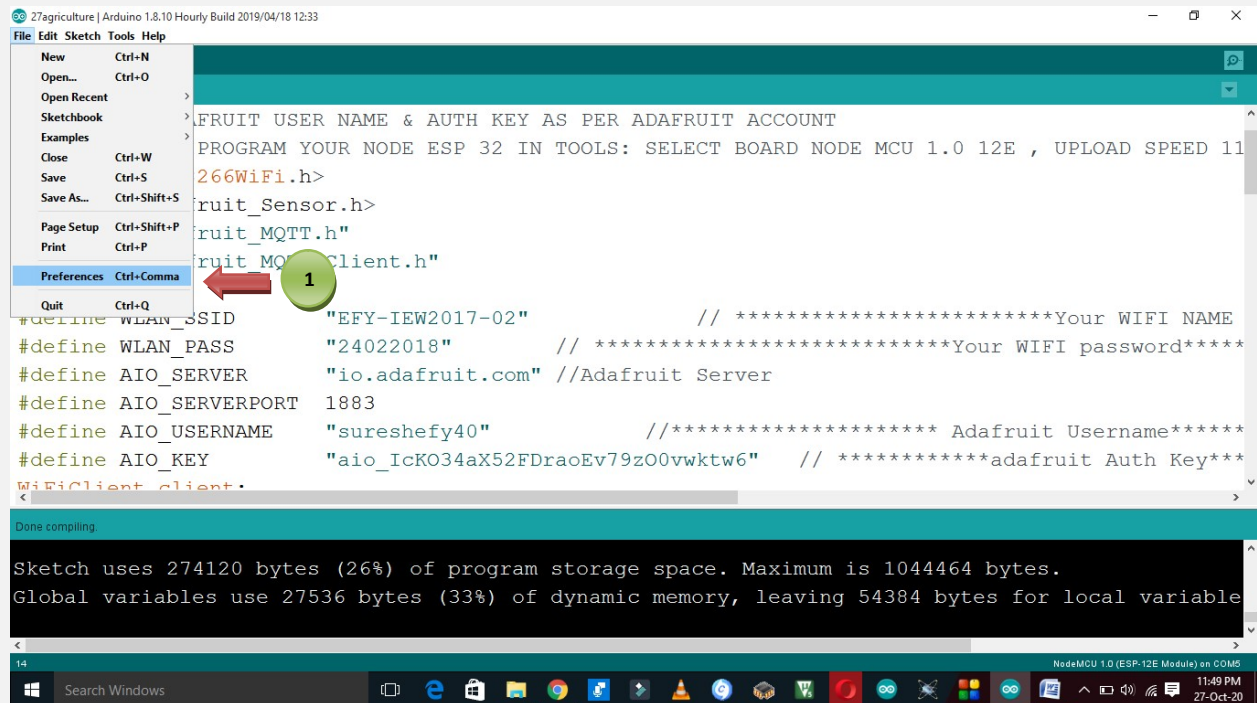 27agriculture | Arduino 1.8.10 Hourly Build 2019/04/18 12:33
File Edit Sketch Tools Help
New Ctrl+N
Open... Ctrl+O
Open Recent
Sketchbook
Examples
Close Ctrl+W
Save Ctrl+S
Save As... Ctrl+Shift+S
Page Setup Ctrl+Shift+P
Print Ctrl+P
Preferences Ctrl+Comma
Quit Ctrl+Q
1
FRUIT USER NAME & AUTH KEY AS PER ADAFRUIT ACCOUNT
PROGRAM YOUR NODE ESP 32 IN TOOLS: SELECT BOARD NODE MCU 1.0 12E , UPLOAD SPEED 11
266WiFi.h>
fruit_Sensor.h>
fruit_MQTT.h"
fruit_MQ Client.h"
#define WLAN_SSID "EFY-IEW2017-02" // *************************Your WIFI NAME
#define WLAN_PASS "24022018" // ****************************Your WIFI password*****
#define AIO_SERVER "io.adafruit.com" //Adafruit Server
#define AIO_SERVERPORT 1883
#define AIO_USERNAME "sureshefy40" //********************* Adafruit Username******
#define AIO_KEY "aio_IcKO34aX52FDraoEv79zO0vwktw6" // ************adafruit Auth Key***
WiFiClient client;
Done compiling.
Sketch uses 274120 bytes (26%) of program storage space. Maximum is 1044464 bytes.
Global variables use 27536 bytes (33%) of dynamic memory, leaving 54384 bytes for local variable
14 NodeMCU 1.0 (ESP-12E Module) on COM5
Search Windows
11:49 PM
27-Oct-20